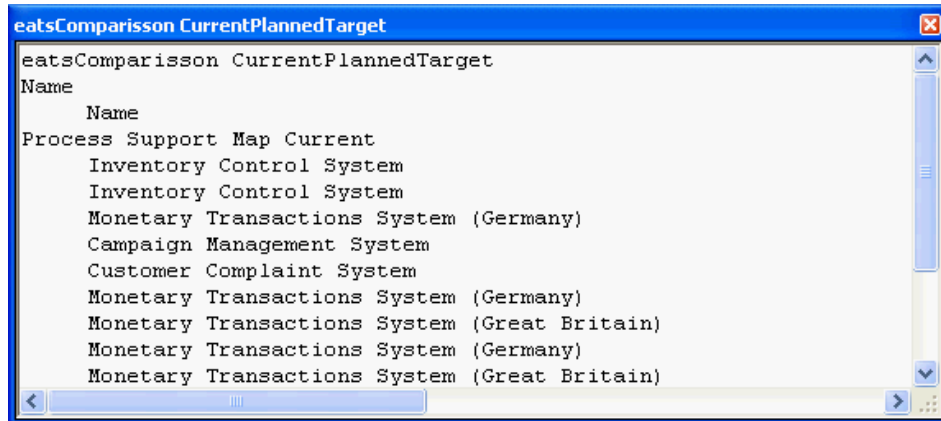 eatsComparisson CurrentPlannedTarget
eatsComparisson CurrentPlannedTarget
Name
Name
Process Support Map Current
Inventory Control System
Inventory Control System
Monetary Transactions System (Germany)
Campaign Management System
Customer Complaint System
Monetary Transactions System (Germany)
Monetary Transactions System (Great Britain)
Monetary Transactions System (Germany)
Monetary Transactions System (Great Britain)